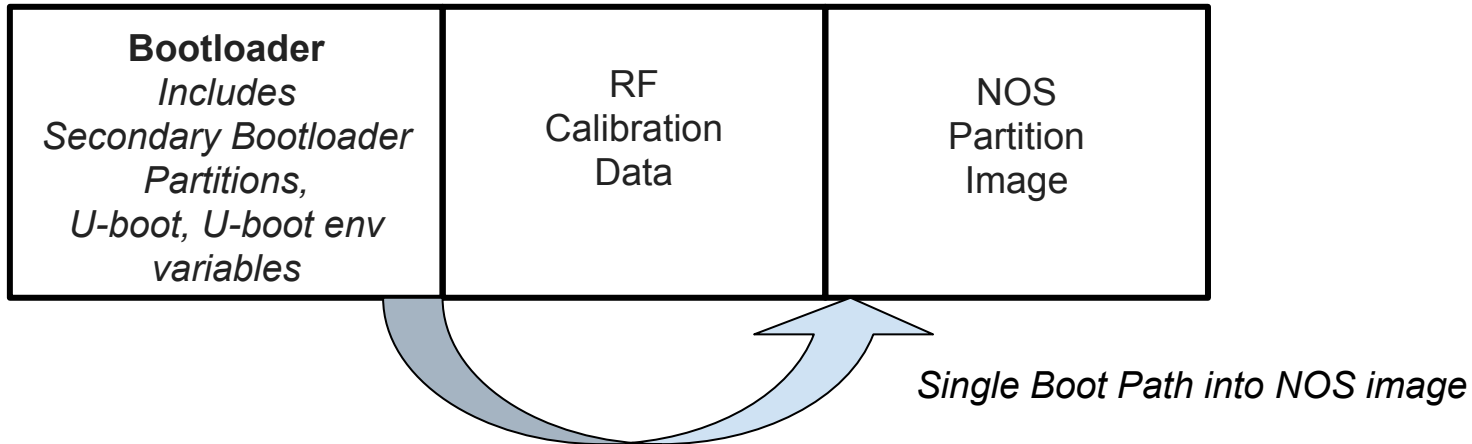 Bootloader
Includes
Secondary Bootloader
Partitions,
U-boot, U-boot env
variables
RF
Calibration
Data
NOS
Partition
Image
Single Boot Path into NOS image